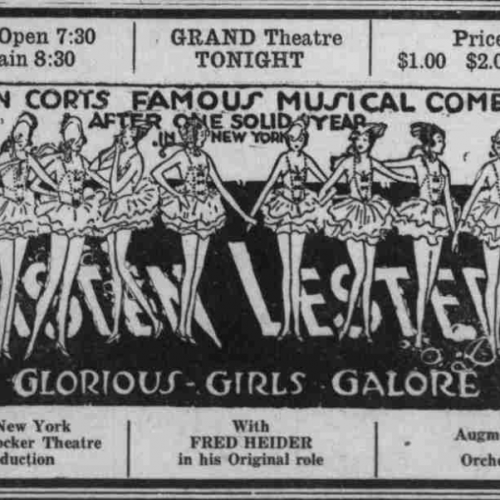 Open 7:30
ain 8:30
GRAND Theatre
TONIGHT
Price
$1.00 $2.0
N CORTS FAMOUS MUSICAL COME
AFTER ONE SOLID YEAR
IN NEW YORK
ISTEN LESTE
GLORIOUS - GIRLS GALORE
New York
ocker Theatre
duction
With
FRED HEIDER
in his Original role
Augm
Orche